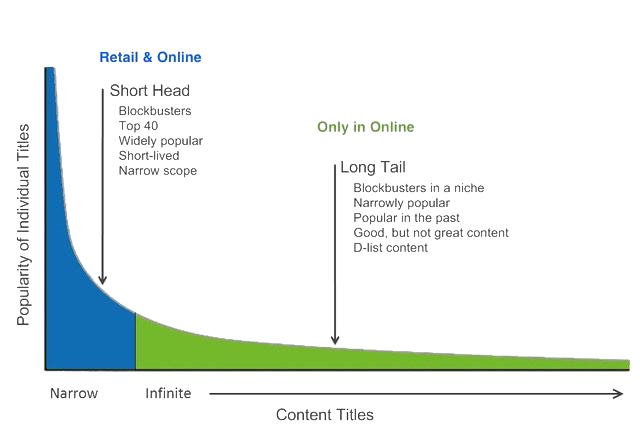 Retail & Online
Short Head
Blockbusters
Top 40
Widely popular
Short-lived
Narrow scope
Only in Online
Long Tail
Blockbusters in a niche
Narrowly popular
Popular in the past
Good, but not great content
D-list content
Popularity of Individual Titles
Narrow
Infinite
Content Titles